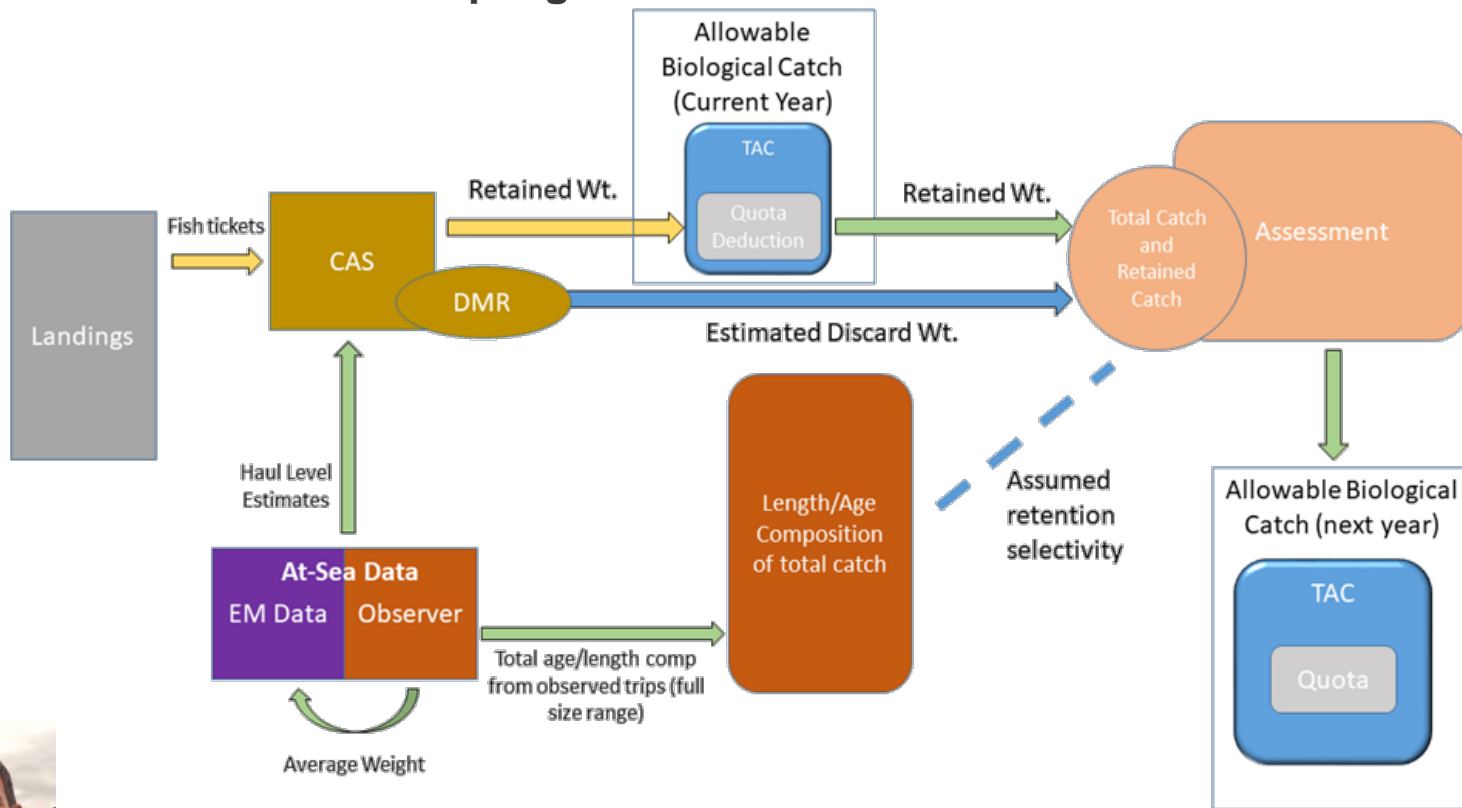 Allowable
Biological Catch
(Current Year)
TAC
Quota
Deduction
Retained Wt.
Retained Wt.
Fish tickets
Landings
CAS
DMR
Total Catch
and
Retained
Catch
Assessment
Estimated Discard Wt.
Haul Level
Estimates
Length/Age
Composition
of total catch
Assumed
retention
selectivity
Allowable Biological
Catch (next year)
TAC
Quota
At-Sea Data
EM Data
Observer
Total age/length comp
from observed trips (full
size range)
Average Weight